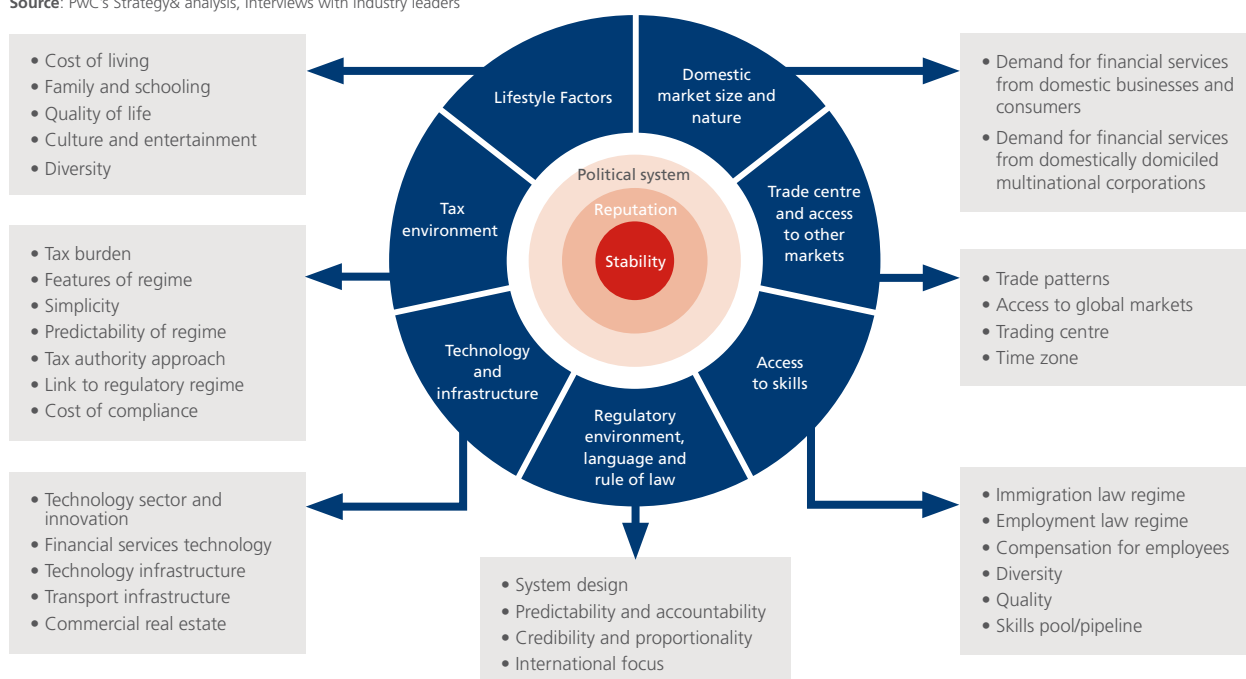 Source: PwC's Strategy& analysis, Interviews with industry leaders
• Cost of living
• Family and schooling
• Quality of life
• Culture and entertainment
• Diversity
Lifestyle Factors
Domestic
market size and
nature
• Demand for financial services
from domestic businesses and
consumers
• Demand for financial services
from domestically domiciled
multinational corporations
Tax
environment
Political system
Reputation
Stability
Trade centre
and access
to other
markets
• Tax burden
• Features of regime
• Simplicity
• Predictability of regime
• Tax authority approach
• Link to regulatory regime
• Cost of compliance
• Trade patterns
• Access to global markets
• Trading centre
• Time zone
Technology
and
infrastructure
Regulatory
environment,
language and
rule of law
Access
to skills
• Technology sector and
innovation
• Financial services technology
• Technology infrastructure
• Transport infrastructure
• Commercial real estate
• System design
• Predictability and accountability
• Credibility and proportionality
• International focus
• Immigration law regime
• Employment law regime
• Compensation for employees
• Diversity
• Quality
• Skills pool/pipeline